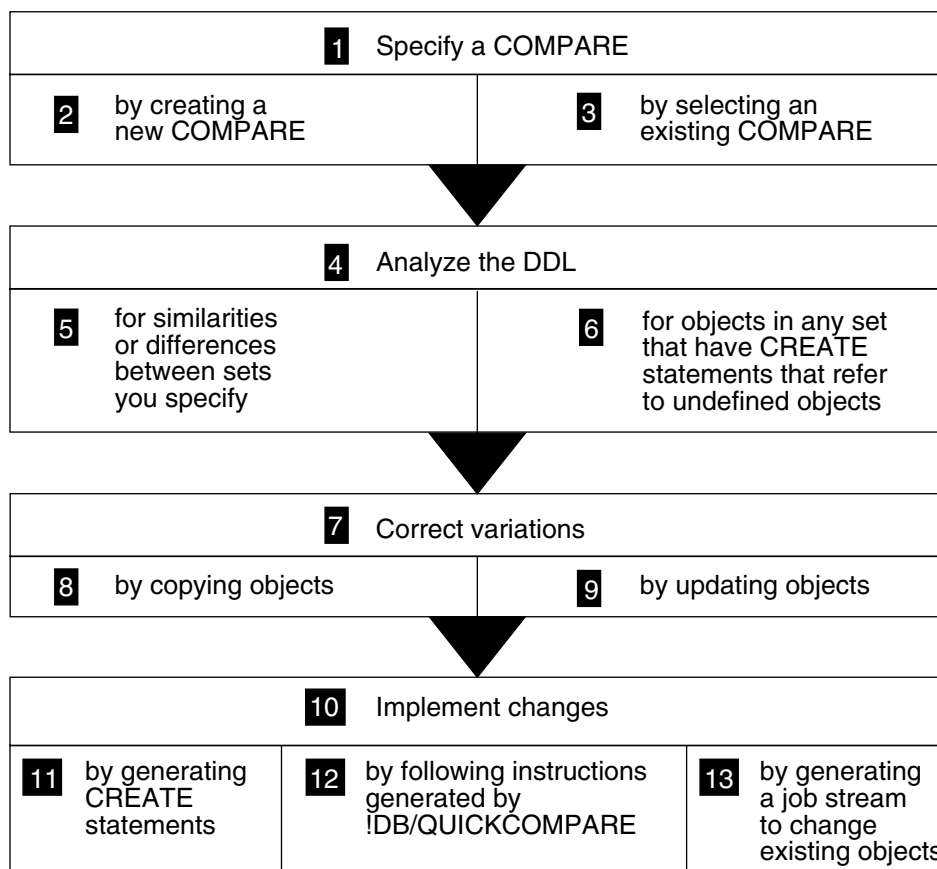 1 Specify a COMPARE
2 by creating a
new COMPARE
3 by selecting an
existing COMPARE
4 Analyze the DDL
5 for similarities
or differences
between sets
you specify
6 for objects in any set
that have CREATE
statements that refer
to undefined objects
7 Correct variations
8 by copying objects
9 by updating objects
10 Implement changes
11 by generating
CREATE
statements
12 by following instructions
generated by
!DB/QUICKCOMPARE
13 by generating
a job stream
to change
existing objects